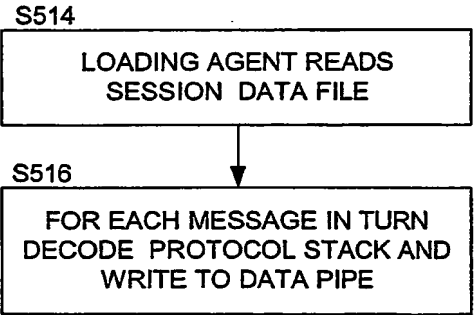 S514
LOADING AGENT READS
SESSION DATA FILE
S516
FOR EACH MESSAGE IN TURN
DECODE PROTOCOL STACK AND
WRITE TO DATA PIPE